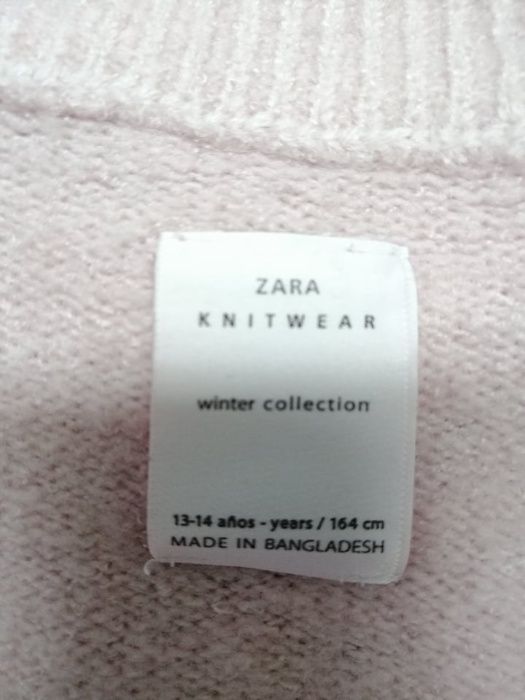 ZARA
KNITWEAR
winter collection
13-14 años - years / 164 cm
MADE IN BANGLADESH